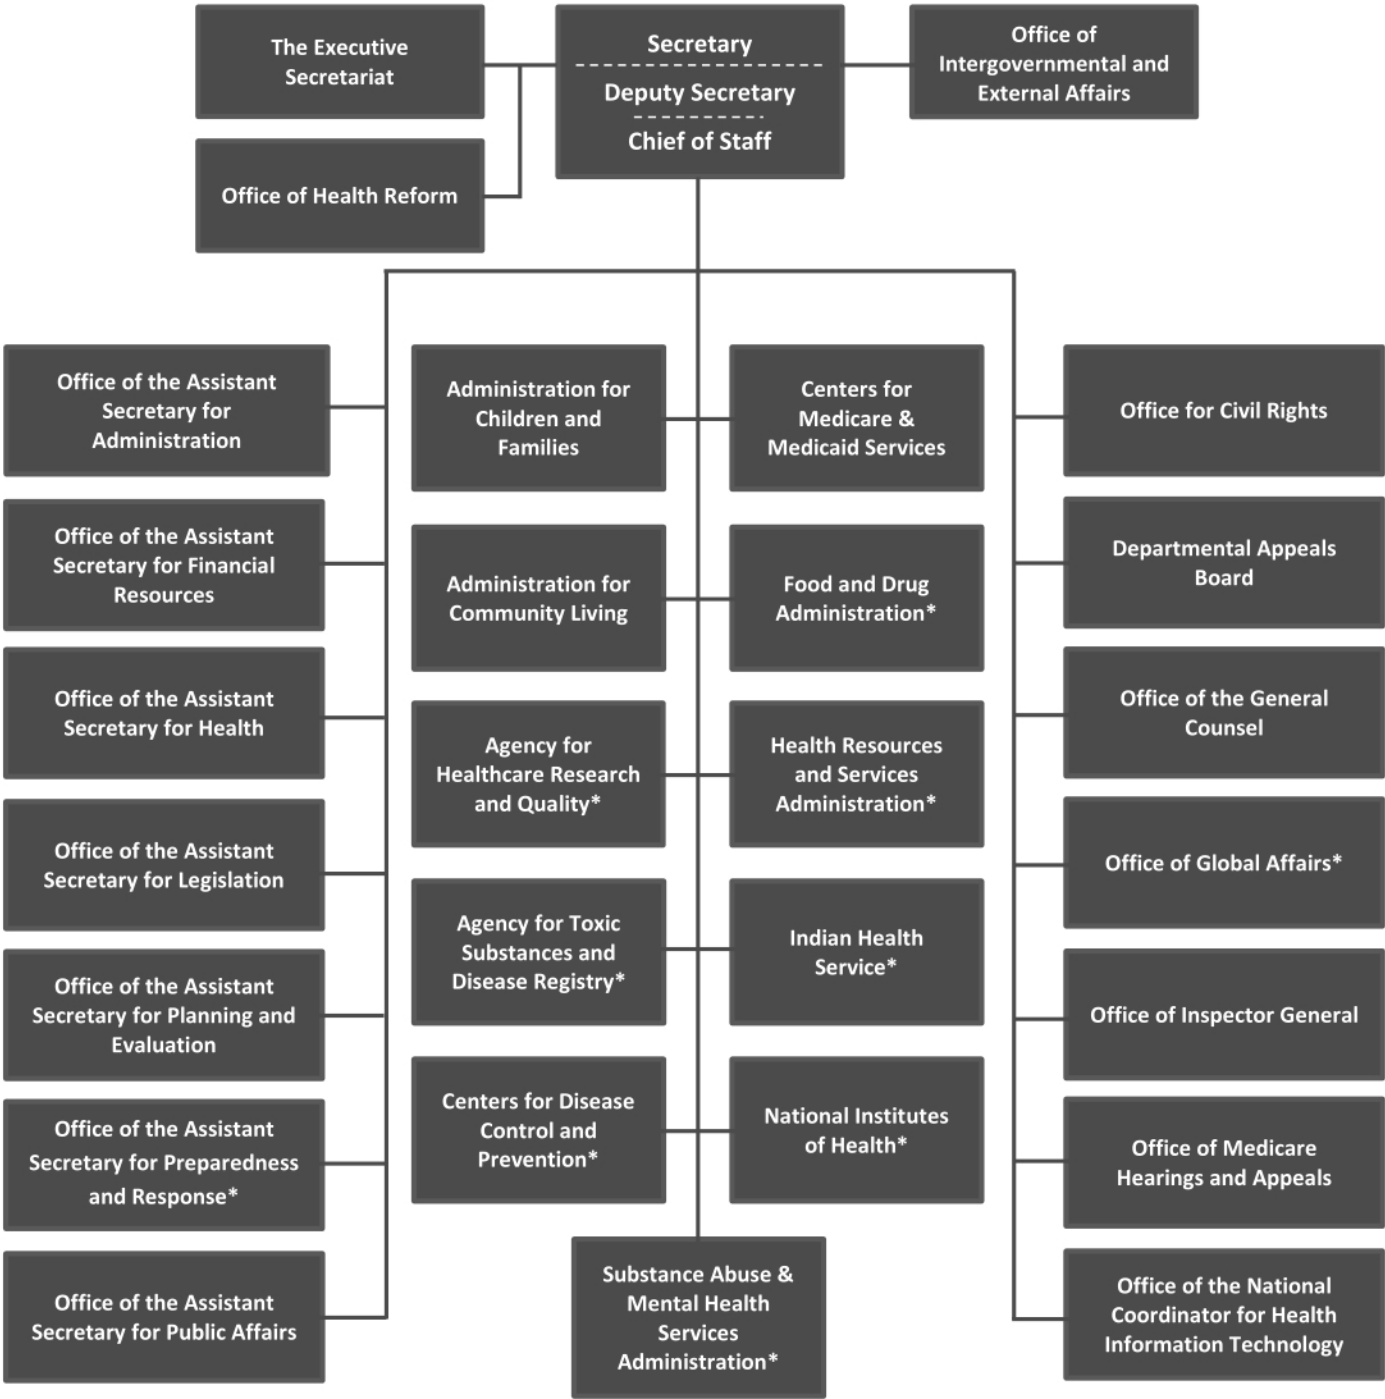 The Executive
Secretariat
Secretary
Deputy Secretary
Chief of Staff
Office of
Intergovernmental and
External Affairs
Office of Health Reform
Office of the Assistant
Secretary for
Administration
Office of the Assistant
Secretary for Financial
Resources
Office of the Assistant
Secretary for Health
Office of the Assistant
Secretary for Legislation
Office of the Assistant
Secretary for Planning and
Evaluation
Office of the Assistant
Secretary for Preparedness
and Response*
Office of the Assistant
Secretary for Public Affairs
Administration for
Children and
Families
Administration for
Community Living
Agency for
Healthcare Research
and Quality*
Agency for Toxic
Substances and
Disease Registry*
Centers for Disease
Control and
Prevention*
Centers for
Medicare &
Medicaid Services
Food and Drug
Administration*
Health Resources
and Services
Administration*
Indian Health
Service*
National Institutes
of Health*
Substance Abuse &
Mental Health
Services
Administration*
Office for Civil Rights
Departmental Appeals
Board
Office of the General
Counsel
Office of Global Affairs*
Office of Inspector General
Office of Medicare
Hearings and Appeals
Office of the National
Coordinator for Health
Information Technology